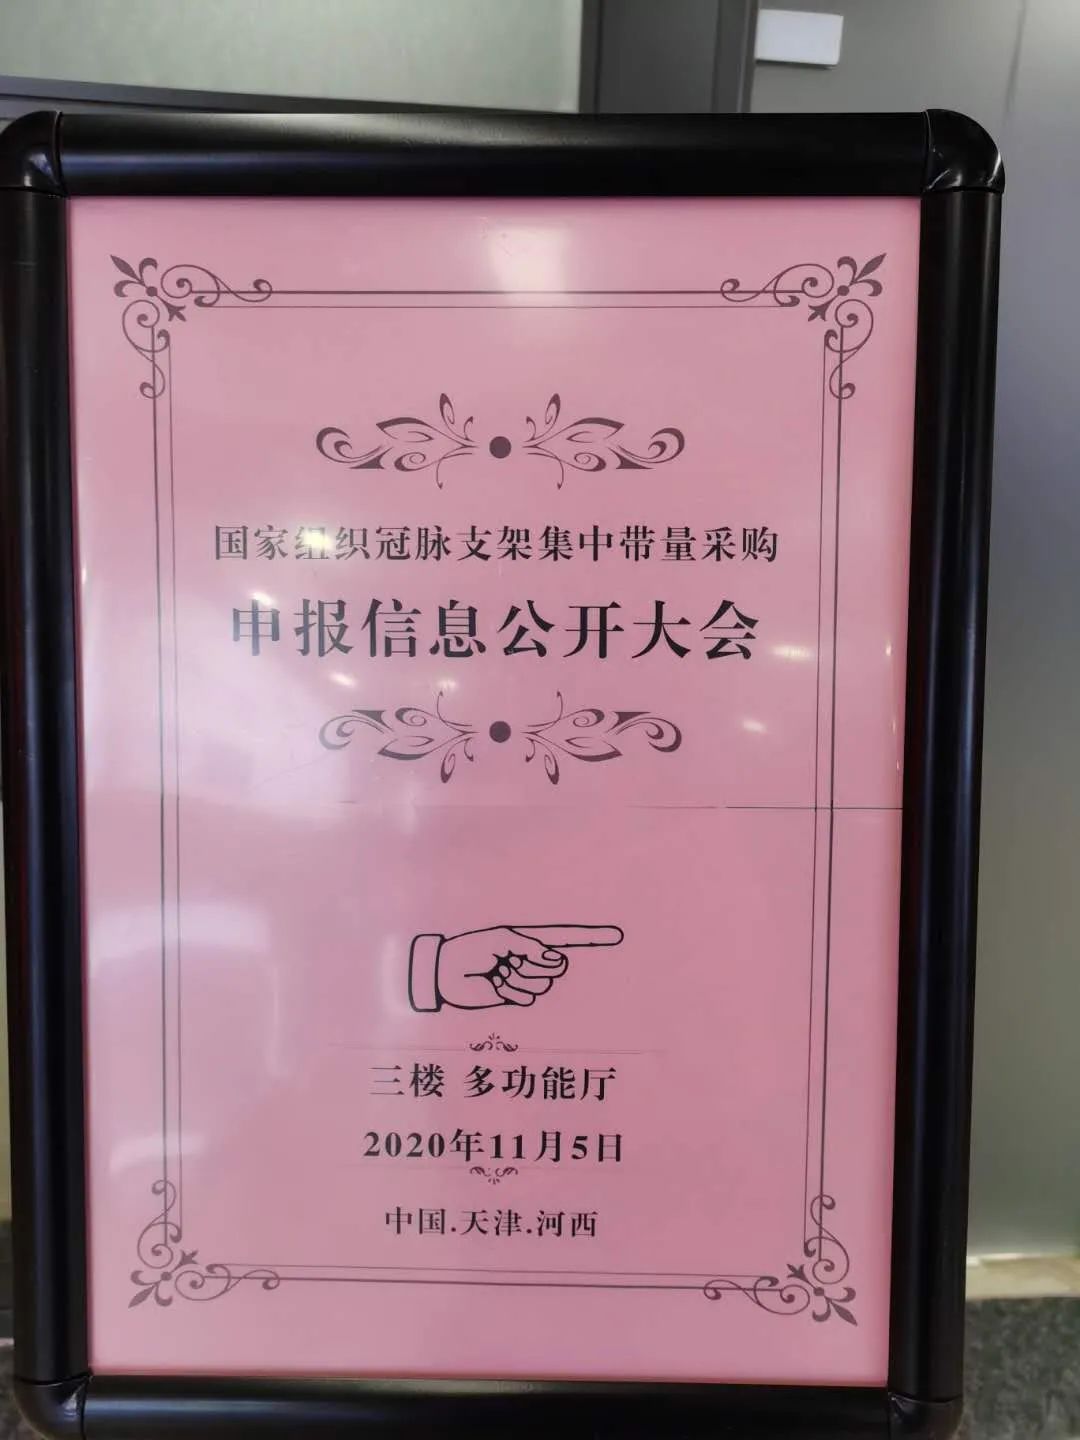 国家组织冠脉支架集中带量采购
申报信息公开大会
三楼 多功能厅
2020年11月5日
中国.天津.河西